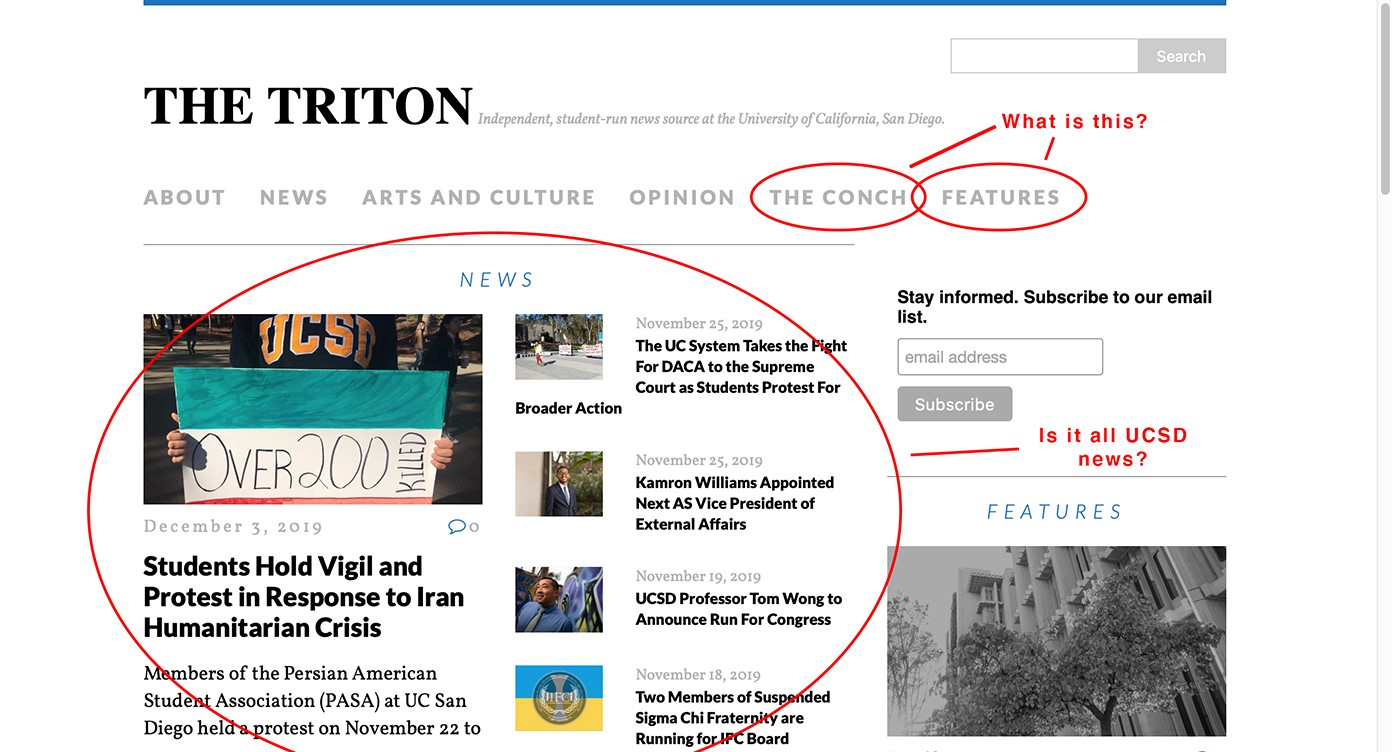 Search
THE TRITON Independent, student-run news source at the University of California, San Diego.
What is this?
ABOUT NEWS ARTS AND CULTURE OPINION THE CONCH FEATURES
NEWS
UCSD
OVER 200 KILLED
December 3, 2019 0
Students Hold Vigil and
Protest in Response to Iran
Humanitarian Crisis
Members of the Persian American
Student Association (PASA) at UC San
Diego held a protest on November 22 to
November 25, 2019
The UC System Takes the Fight
For DACA to the Supreme
Court as Students Protest For
Broader Action
November 25, 2019
Kamron Williams Appointed
Next AS Vice President of
External Affairs
November 19, 2019
UCSD Professor Tom Wong to
Announce Run For Congress
November 18, 2019
Two Members of Suspended
Sigma Chi Fraternity are
Running for IFC Board
Stay informed. Subscribe to our email
list.
email address
Subscribe
Is it all UCSD
news?
FEATURES